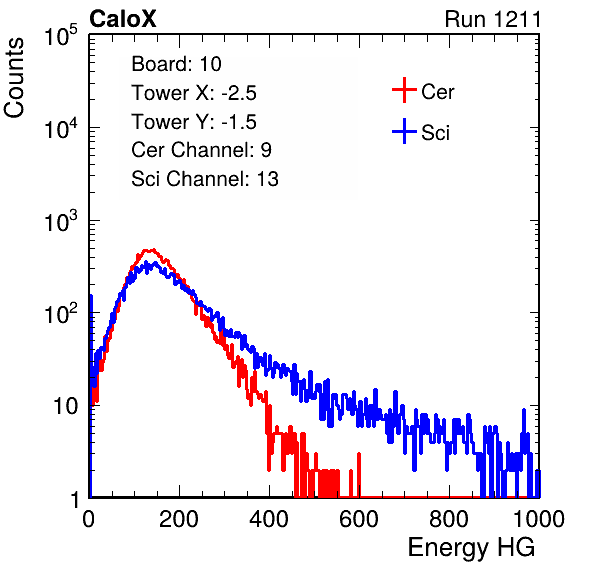 CaloX Run 1211
Counts
10^5
10^4
10^3
10^2
10
1
Board: 10
Tower X: -2.5
Tower Y: -1.5
Cer Channel: 9
Sci Channel: 13
Cer
Sci
0 200 400 600 800 1000
Energy HG